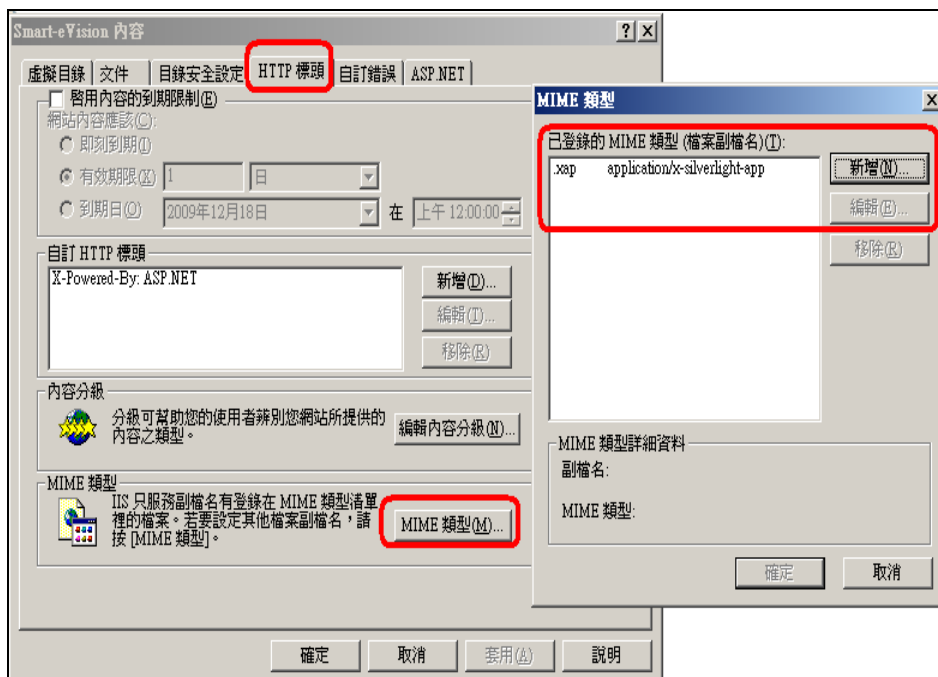 Smart-eVision 內容
虛擬目錄 文件 目錄安全設定 HTTP 標頭 自訂錯誤 ASP.NET
啓用內容的到期限制(E)
網站內容應該(C):
即刻到期(I)
有效期限(X) 1 日
到期日(O) 2009年12月18日 在 上午 12:00:00
自訂 HTTP 標頭
X-Powered-By: ASP.NET
新增(D)...
編輯(T)...
移除(R)
內容分級
分級可幫助您的使用者辨別您網站所提供的
內容之類型。
編輯內容分級(N)...
MIME 類型
IIS 只服務副檔名有登錄在 MIME 類型清單
裡的檔案。若要設定其他檔案副檔名，請
按 [MIME 類型]。
MIME 類型(M)...
確定 取消 套用(A) 說明
MIME 類型
已登錄的 MIME 類型 (檔案副檔名)(T):
.xap application/x-silverlight-app
新增(N)...
編輯(E)...
移除(R)
MIME 類型詳細資料
副檔名:
MIME 類型:
確定 取消